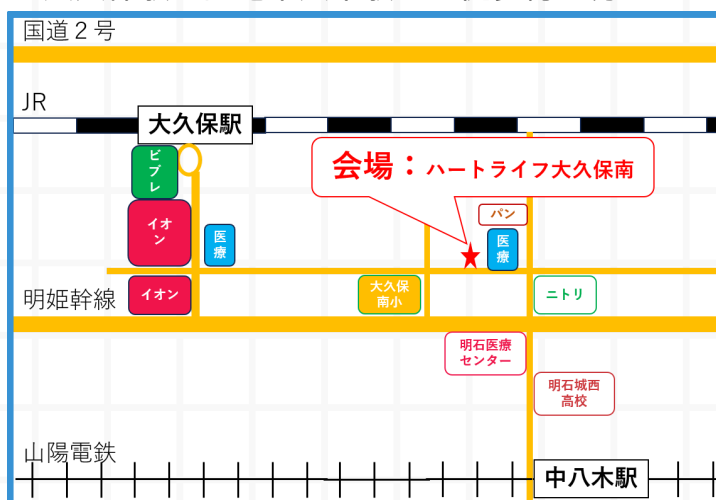 国道２号
JR
大久保駅
ビブレ
会場：ハートライフ大久保南
イオン
パン
医療
医療
明姫幹線
イオン
大久保
南小
ニトリ
明石医療
センター
明石城西
高校
山陽電鉄
中八木駅